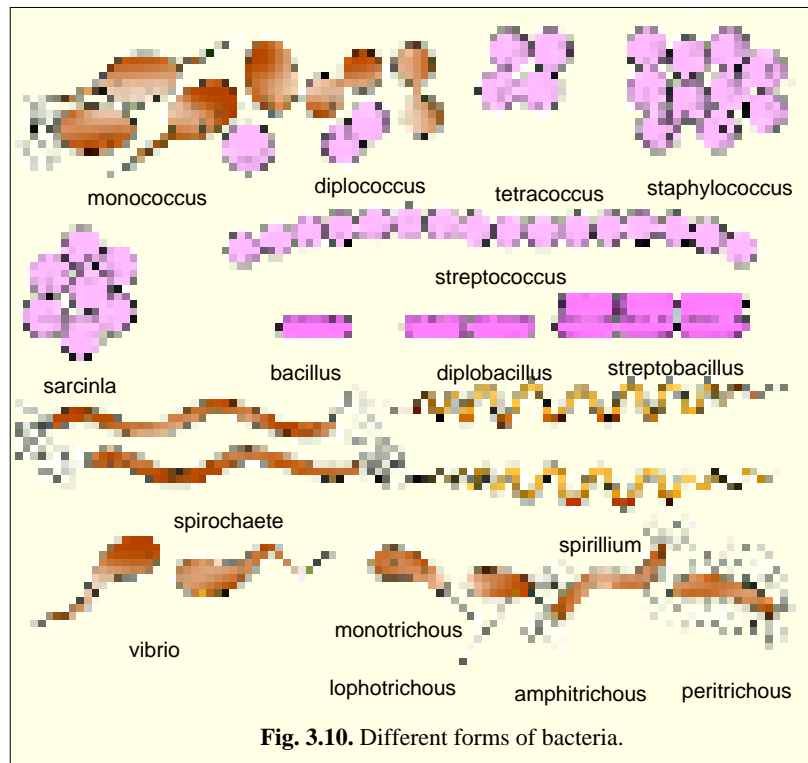 monococcus
diplococcus
tetracoccus
staphylococcus
streptococcus
sarcinla
bacillus
diplobacillus
streptobacillus
spirochaete
spirillium
vibrio
monotrichous
lophotrichous
amphitrichous
peritrichous
Fig. 3.10. Different forms of bacteria.